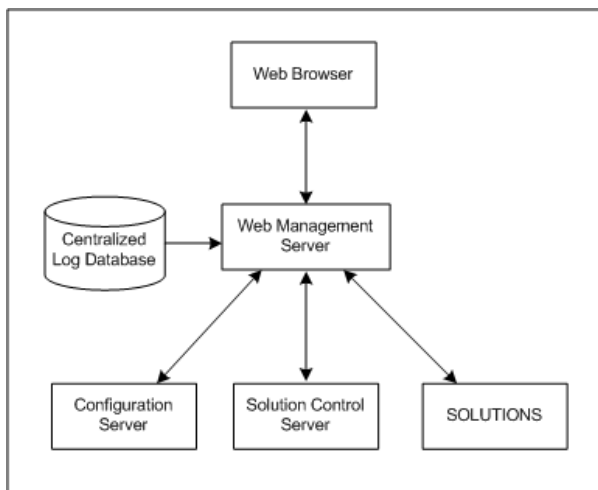 Web Browser
Web Management
Server
Centralized
Log Database
Configuration
Server
Solution Control
Server
SOLUTIONS